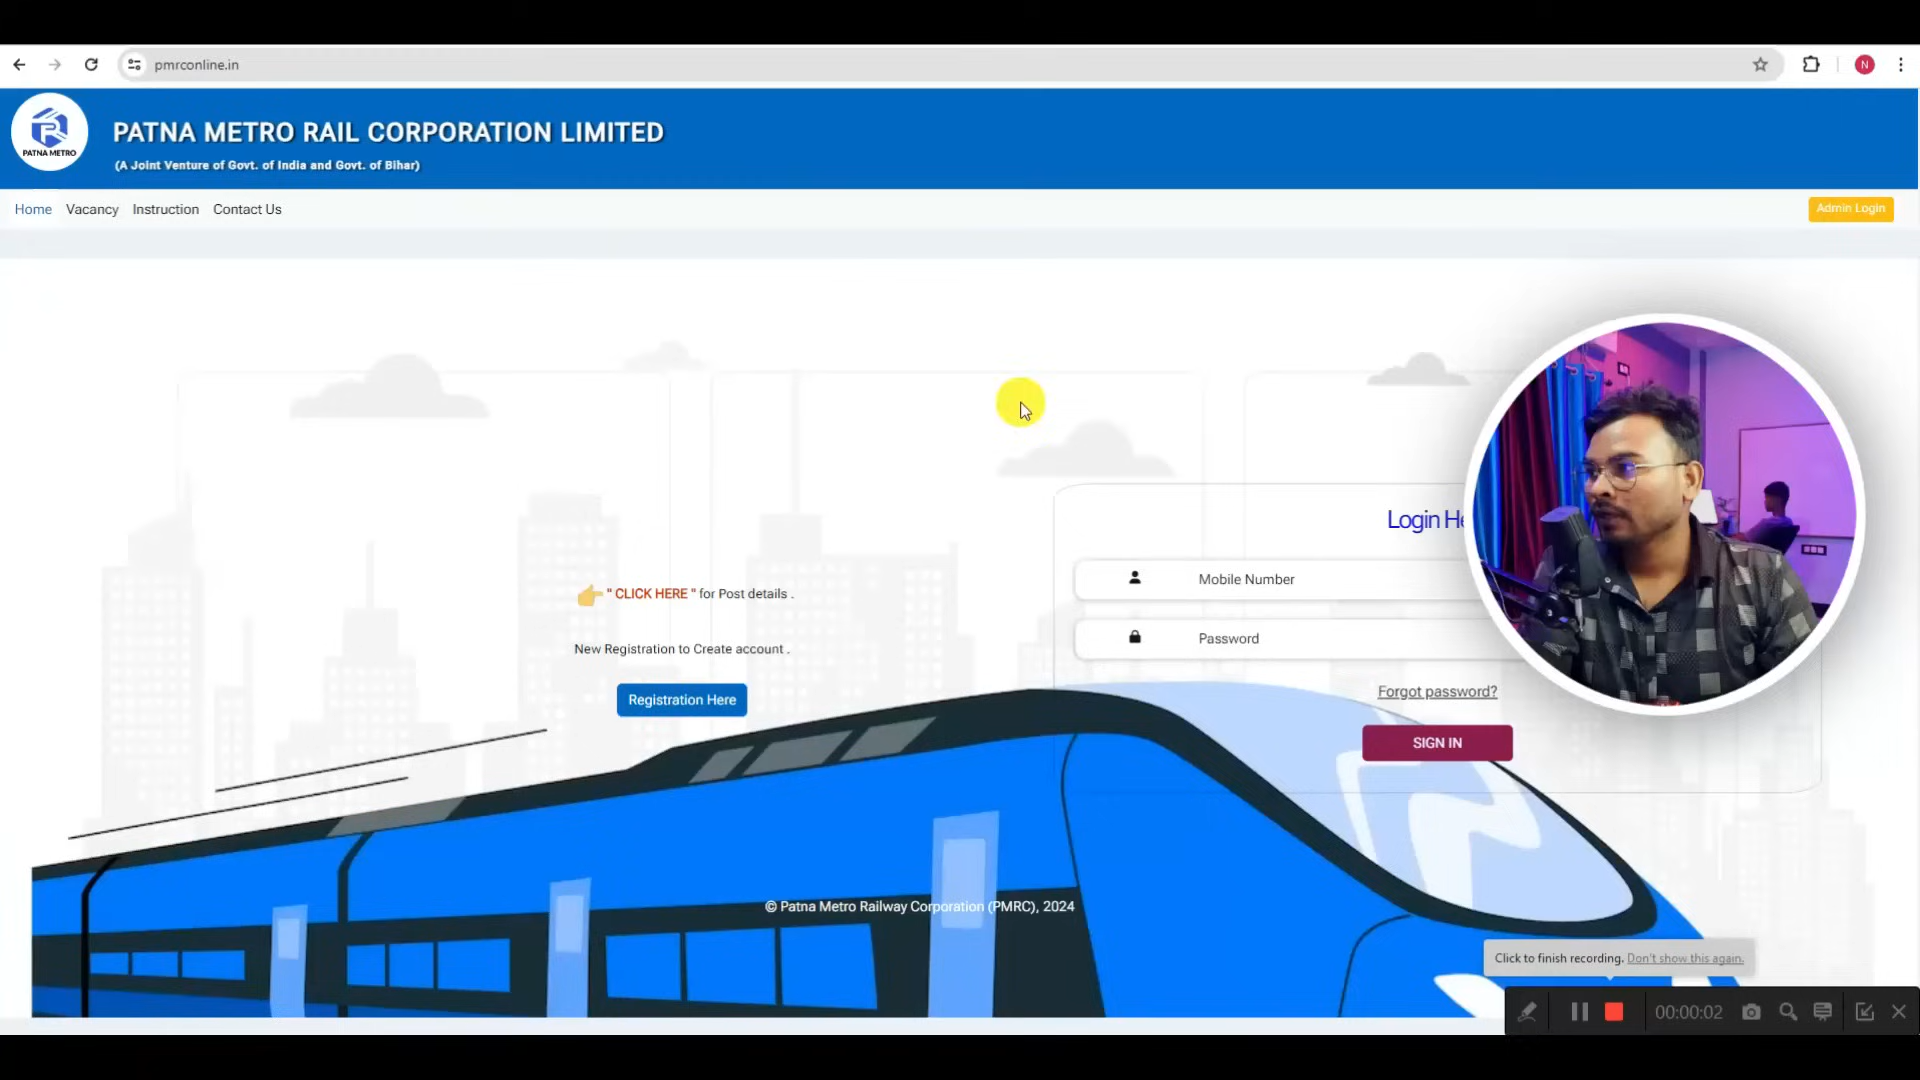 pmrconline.in
N
PATNA METRO
PATNA METRO RAIL CORPORATION LIMITED
(A Joint Venture of Govt. of India and Govt. of Bihar)
Home Vacancy Instruction Contact Us
Admin Login
Login He
Mobile Number
" CLICK HERE " for Post details .
Password
New Registration to Create account .
Forgot password?
Registration Here
SIGN IN
© Patna Metro Railway Corporation (PMRC), 2024
Click to finish recording. Don't show this again.
00:00:02